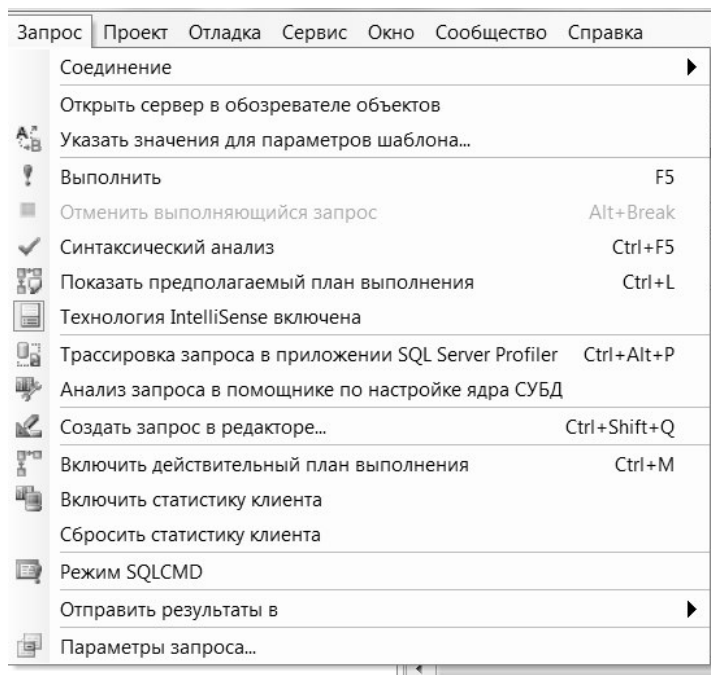 Запрос Проект Отладка Сервис Окно Сообщество Справка
Соединение
Открыть сервер в обозревателе объектов
Указать значения для параметров шаблона...
Выполнить F5
Отменить выполняющийся запрос Alt+Break
Синтаксический анализ Ctrl+F5
Показать предполагаемый план выполнения Ctrl+L
Технология IntelliSense включена
Трассировка запроса в приложении SQL Server Profiler Ctrl+Alt+P
Анализ запроса в помощнике по настройке ядра СУБД
Создать запрос в редакторе... Ctrl+Shift+Q
Включить действительный план выполнения Ctrl+M
Включить статистику клиента
Сбросить статистику клиента
Режим SQLCMD
Отправить результаты в
Параметры запроса...